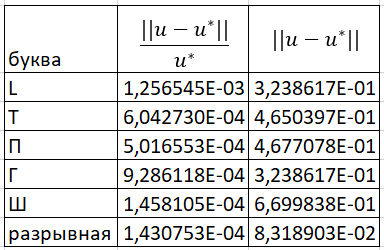 буква ||u − u*|| / u* ||u − u*||
L 1,256545E-03 3,238617E-01
Т 6,042730E-04 4,650397E-01
П 5,016553E-04 4,677078E-01
Г 9,286118E-04 3,238617E-01
Ш 1,458105E-04 6,699838E-01
разрывная 1,430753E-04 8,318903E-02